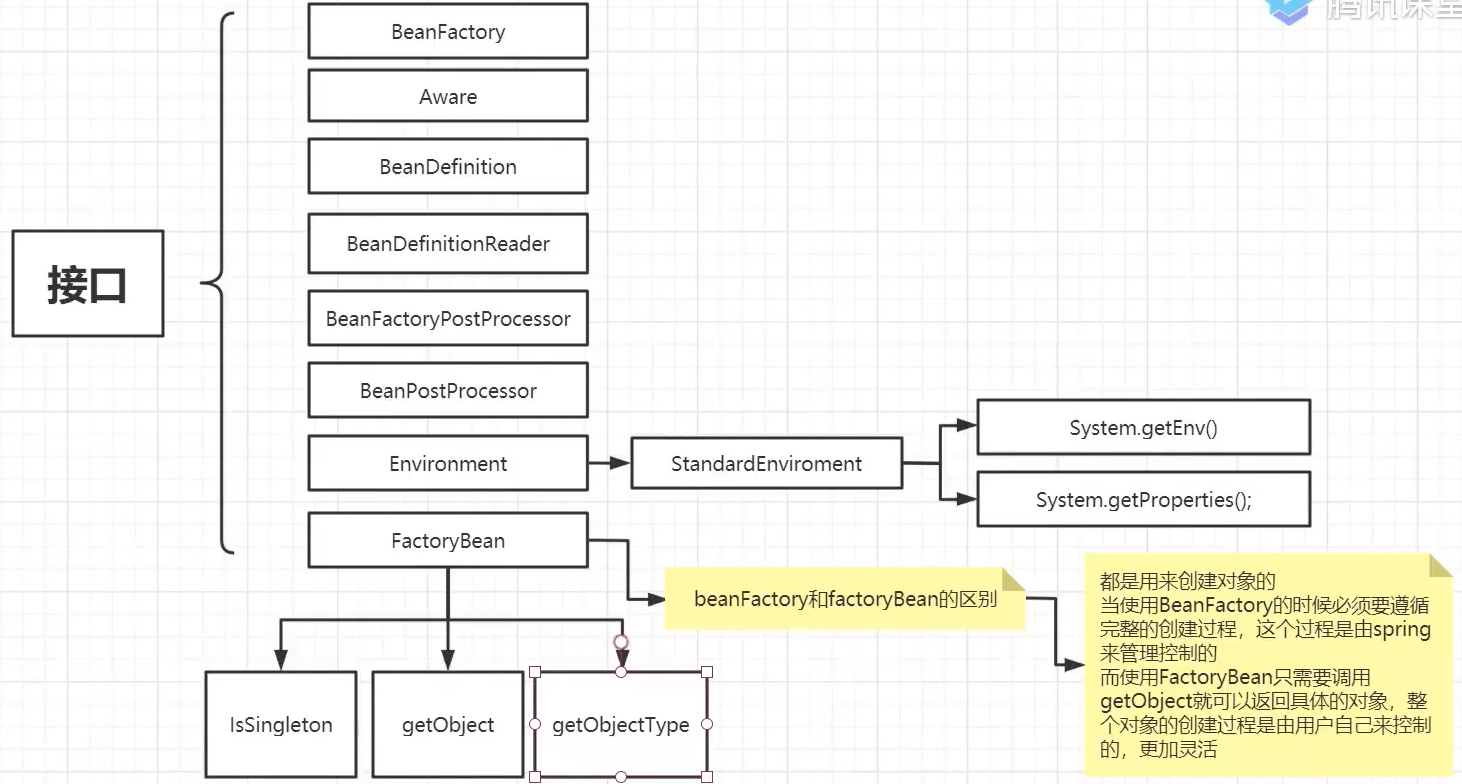 腾讯课堂
接口
BeanFactory
Aware
BeanDefinition
BeanDefinitionReader
BeanFactoryPostProcessor
BeanPostProcessor
Environment
StandardEnviroment
System.getEnv()
System.getProperties();
FactoryBean
beanFactory和factoryBean的区别
都是用来创建对象的
当使用BeanFactory的时候必须要遵循
完整的创建过程，这个过程是由spring
来管理控制的
而使用FactoryBean只需要调用
getObject就可以返回具体的对象，整
个对象的创建过程是由用户自己来控制
的，更加灵活
IsSingleton
getObject
getObjectType